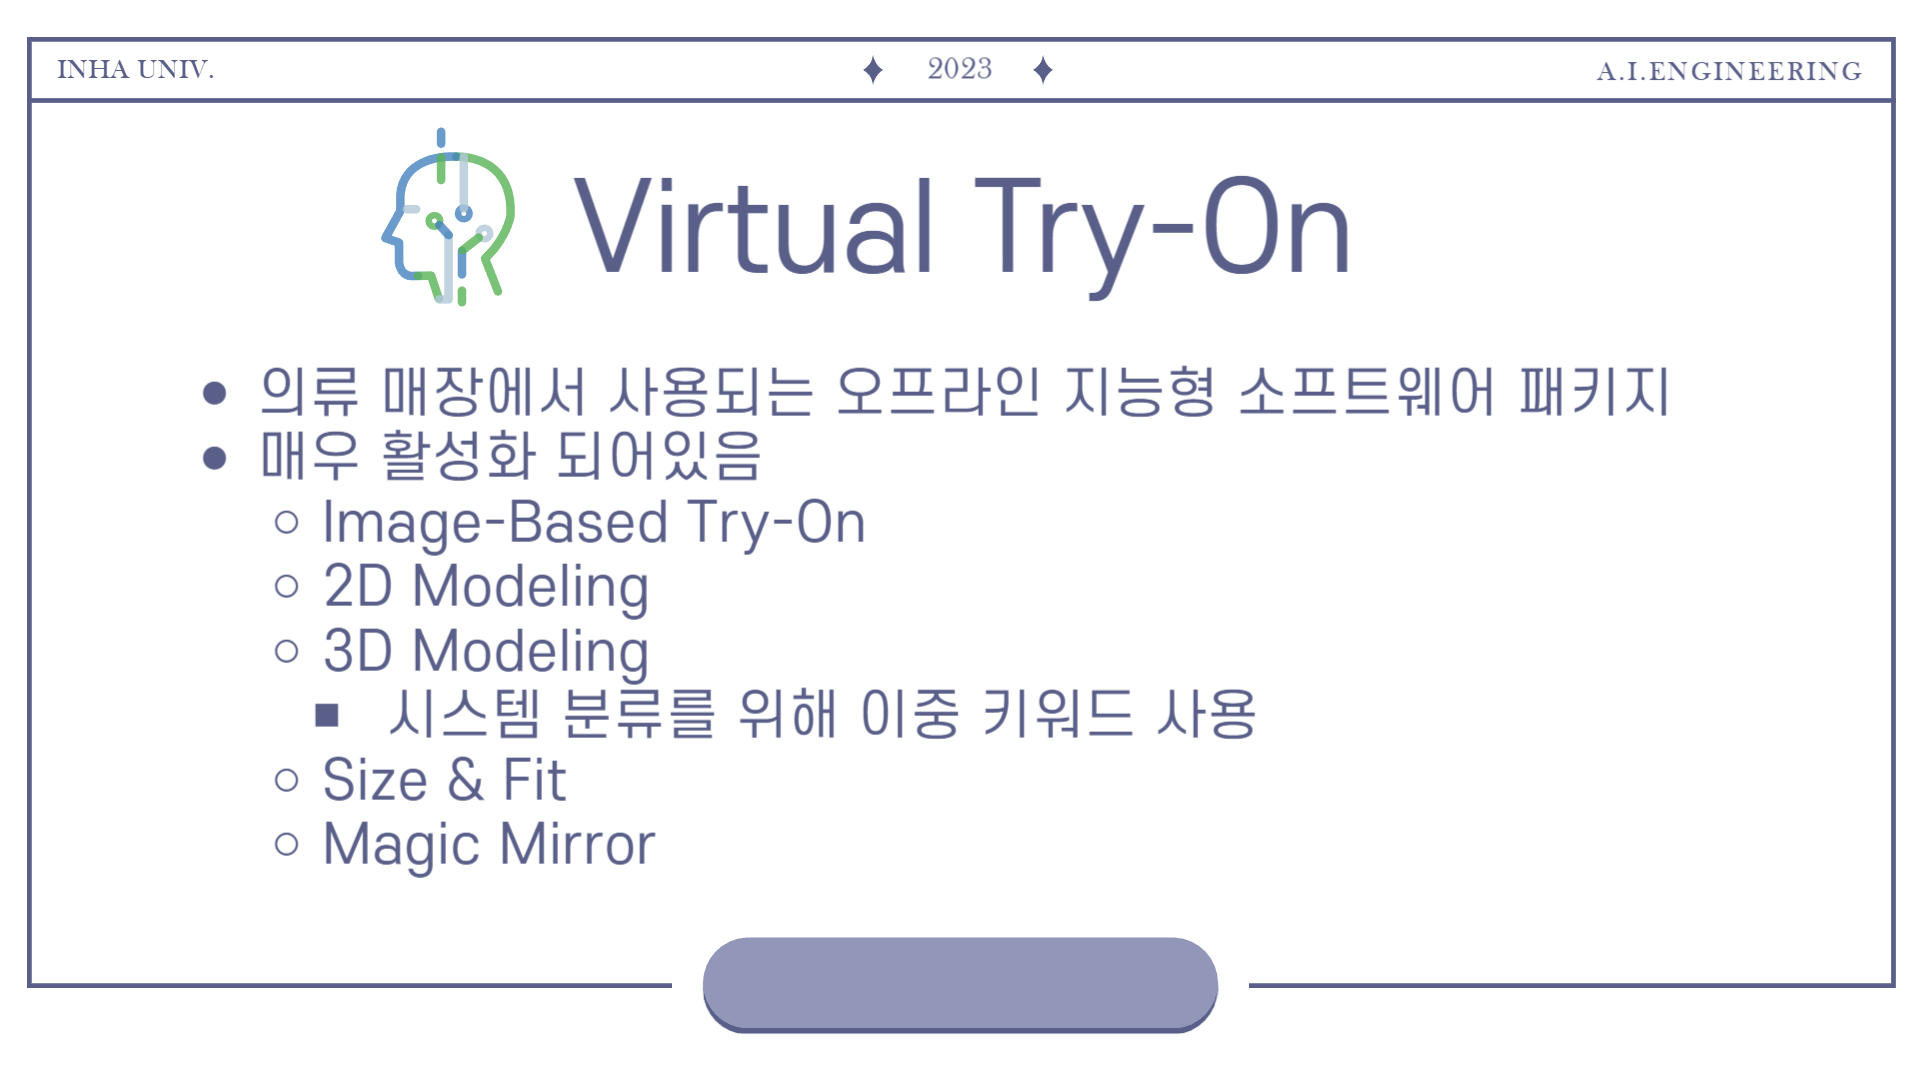 INHA UNIV.
2023
A.I.ENGINEERING
Virtual Try-On
의류 매장에서 사용되는 오프라인 지능형 소프트웨어 패키지
매우 활성화 되어있음
Image-Based Try-On
2D Modeling
3D Modeling
시스템 분류를 위해 이중 키워드 사용
Size & Fit
Magic Mirror